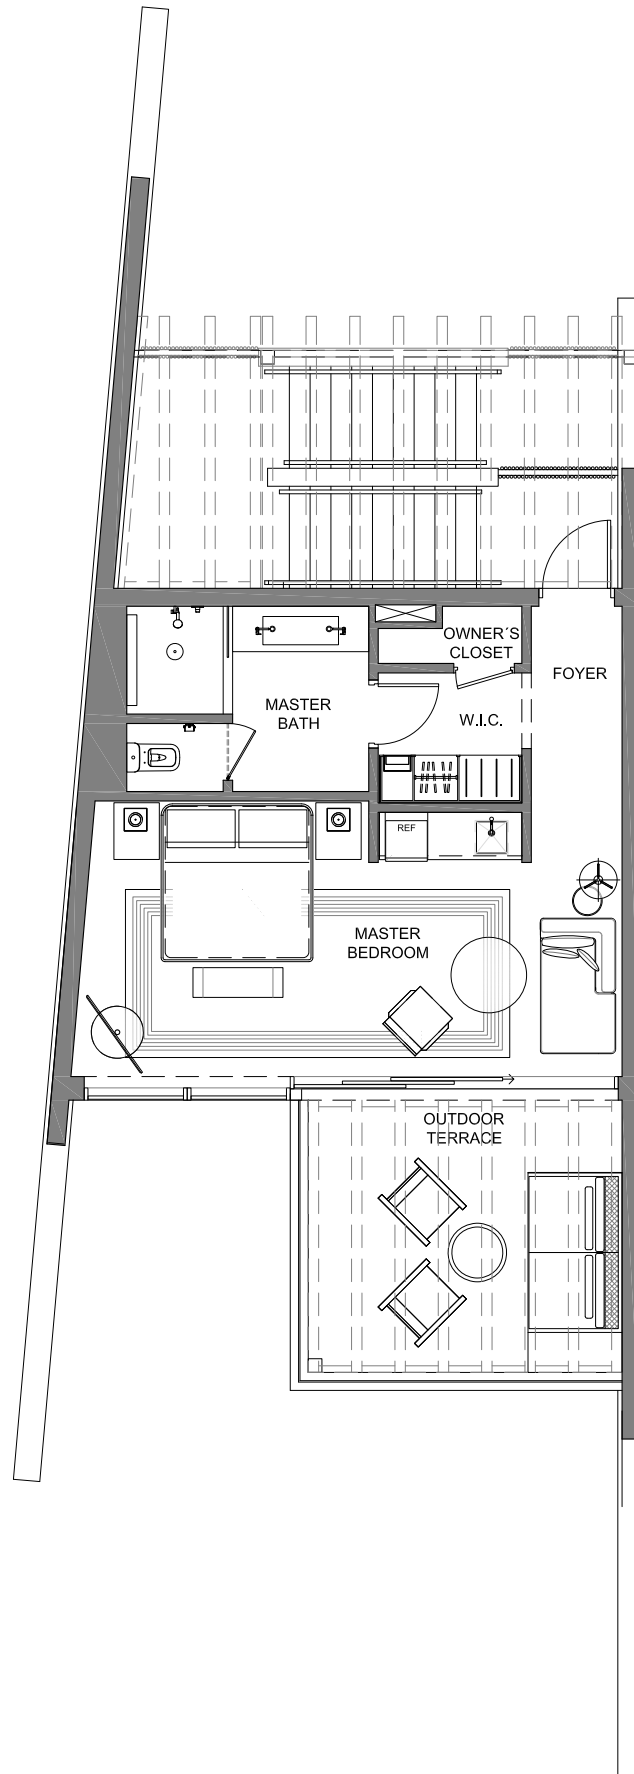 OWNER´S
CLOSET
FOYER
MASTER
BATH
W.I.C.
REF
MASTER
BEDROOM
OUTDOOR
TERRACE